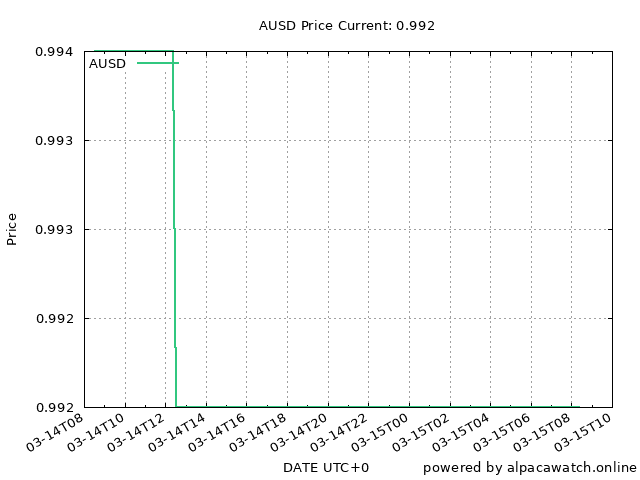 AUSD Price Current: 0.992
0.994
AUSD
0.993
0.993
0.992
0.992
Price
03-14T08
03-14T10
03-14T12
03-14T14
03-14T16
03-14T18
03-14T20
03-14T22
03-15T00
03-15T02
03-15T04
03-15T06
03-15T08
03-15T10
DATE UTC+0
powered by alpacawatch.online